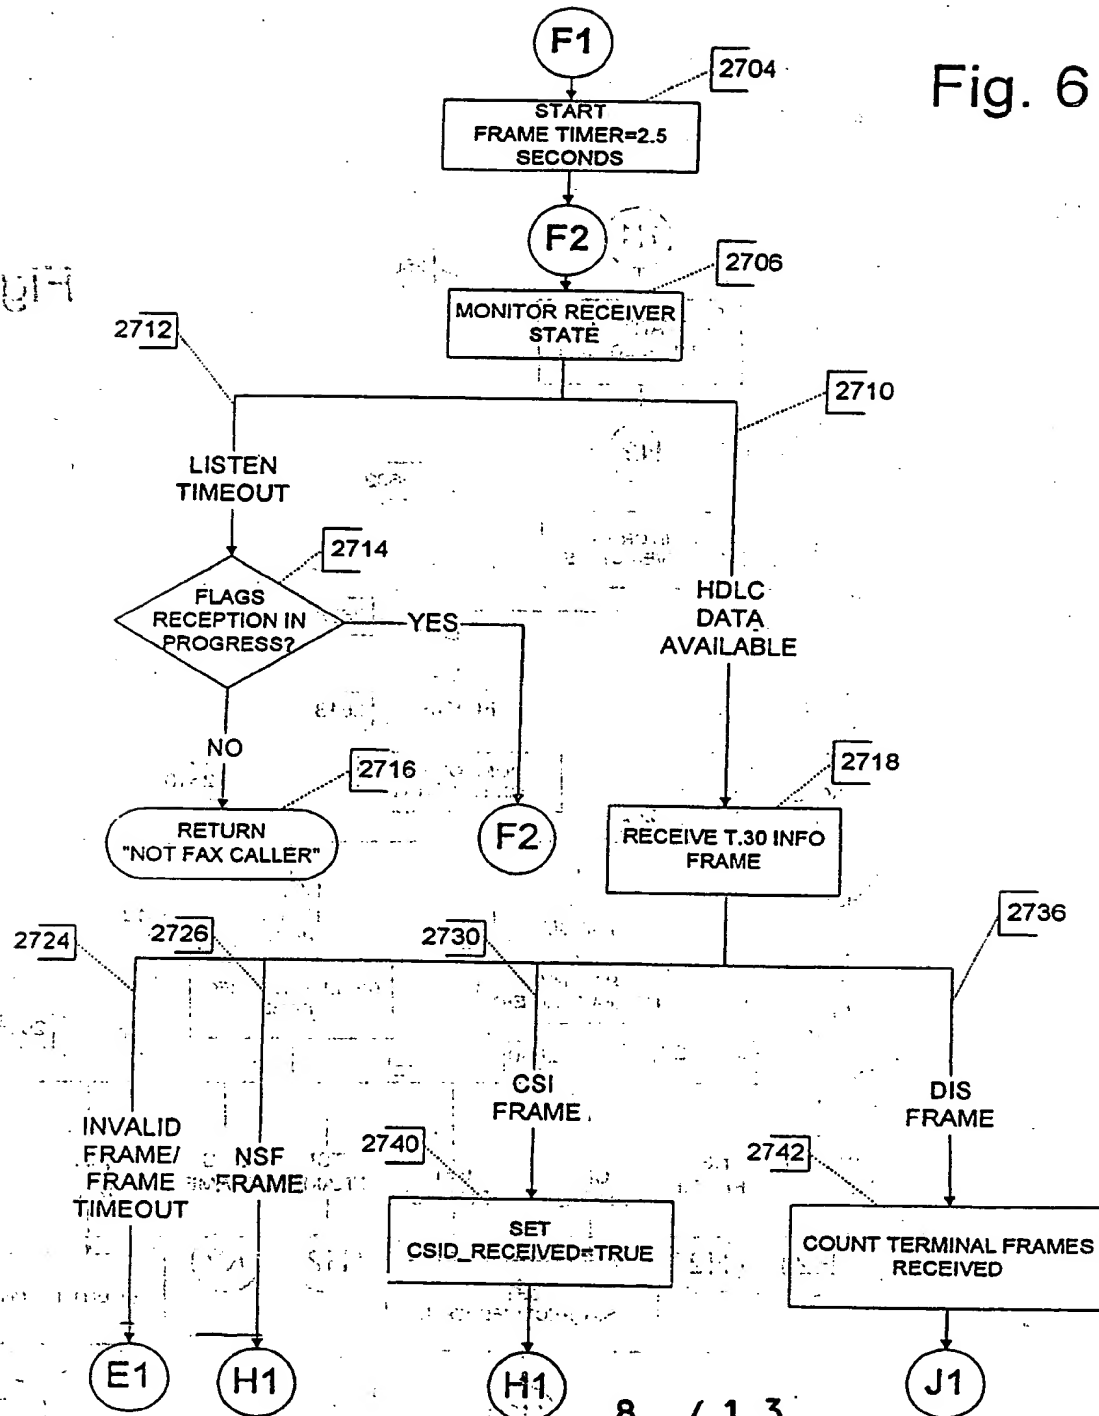 F1
2704
Fig. 6
START
FRAME TIMER=2.5
SECONDS
F2
2706
MONITOR RECEIVER
STATE
2712
2710
LISTEN
TIMEOUT
2714
FLAGS
RECEPTION IN
PROGRESS?
YES
HDLC
DATA
AVAILABLE
NO
2716
2718
RETURN
"NOT FAX CALLER"
F2
RECEIVE T.30 INFO
FRAME
2724
2726
2730
2736
CSI
FRAME
DIS
FRAME
INVALID
FRAME/
FRAME
TIMEOUT
NSF
FRAME
2740
2742
SET
CSID_RECEIVED=TRUE
COUNT TERMINAL FRAMES
RECEIVED
E1
H1
H1
J1
8 / 13